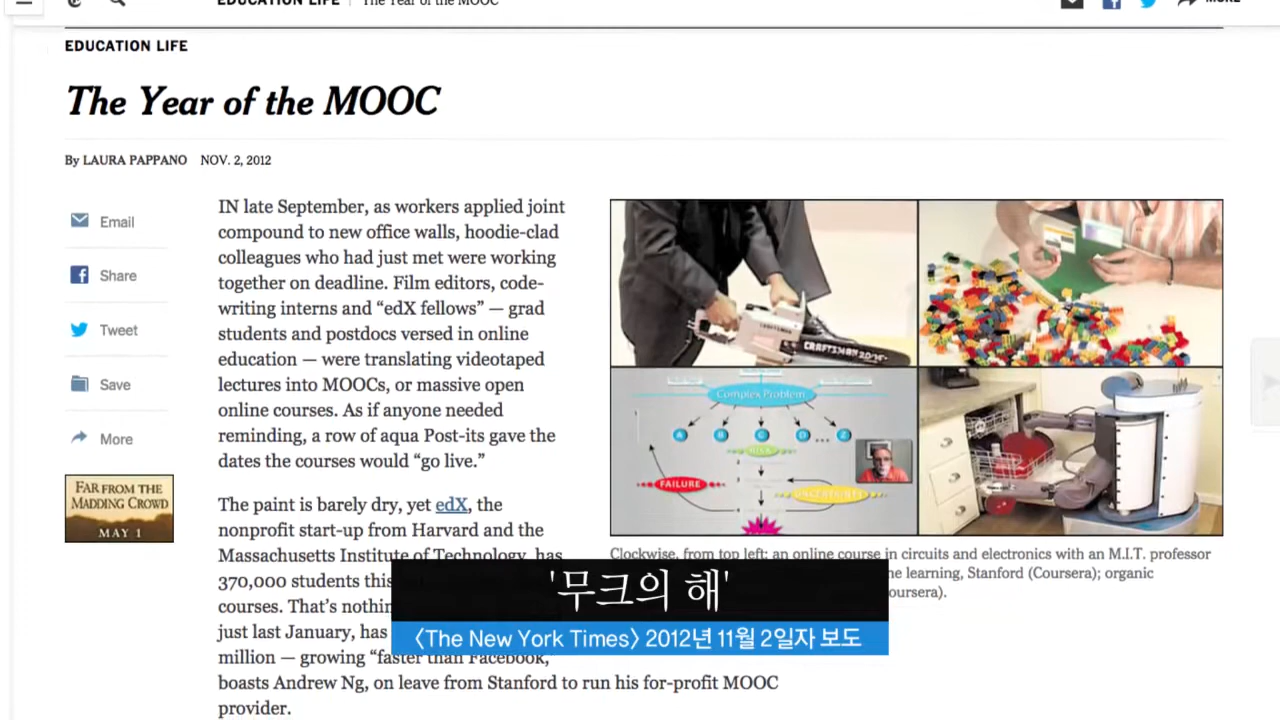 EDUCATION LIFE | The Year of the MOOC
MORE
EDUCATION LIFE
The Year of the MOOC
By LAURA PAPPANO NOV. 2, 2012
Email
Share
Tweet
Save
More
FAR FROM THE
MADDING CROWD
MAY 1
IN late September, as workers applied joint
compound to new office walls, hoodie-clad
colleagues who had just met were working
together on deadline. Film editors, code-
writing interns and “edX fellows” — grad
students and postdocs versed in online
education — were translating videotaped
lectures into MOOCs, or massive open
online courses. As if anyone needed
reminding, a row of aqua Post-its gave the
dates the courses would “go live.”
The paint is barely dry, yet edX, the
nonprofit start-up from Harvard and the
Massachusetts Institute of Technology, has
370,000 students this
courses. That’s
just last January, has
million — growing “faster than Facebook,”
boasts Andrew Ng, on leave from Stanford to run his for-profit MOOC
provider.
CRAFTSMAN
Complex Problem
A B C D ... Z
RISK
FAILURE
UNCERTAINTY
Clockwise, from top left: an online course in circuits and electronics with an M.I.T. professor
learning, Stanford (Coursera); organic
'무크의 해'
〈The New York Times〉 2012년 11월 2일자 보도